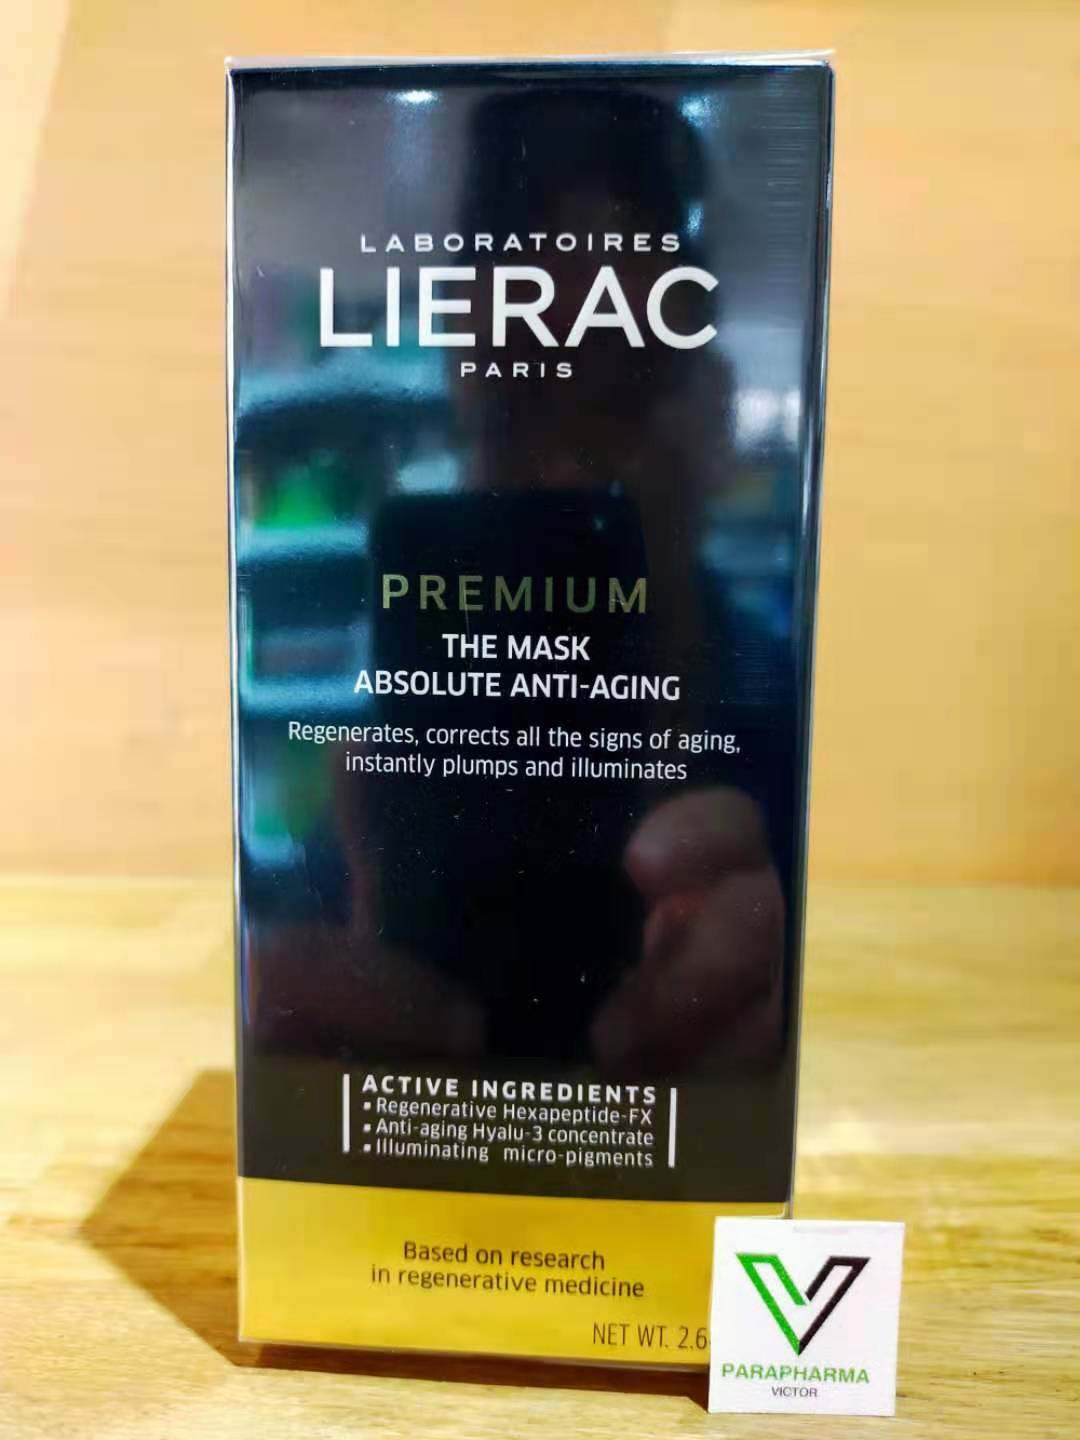 LABORATOIRES
LIERAC
PARIS
PREMIUM
THE MASK
ABSOLUTE ANTI-AGING
Regenerates, corrects all the signs of aging,
instantly plumps and illuminates
ACTIVE INGREDIENTS
▪ Regenerative Hexapeptide-FX
▪ Anti-aging Hyalu-3 concentrate
▪ Illuminating micro-pigments
Based on research
in regenerative medicine
NET WT. 2.6
PARAPHARMA
VICTOR